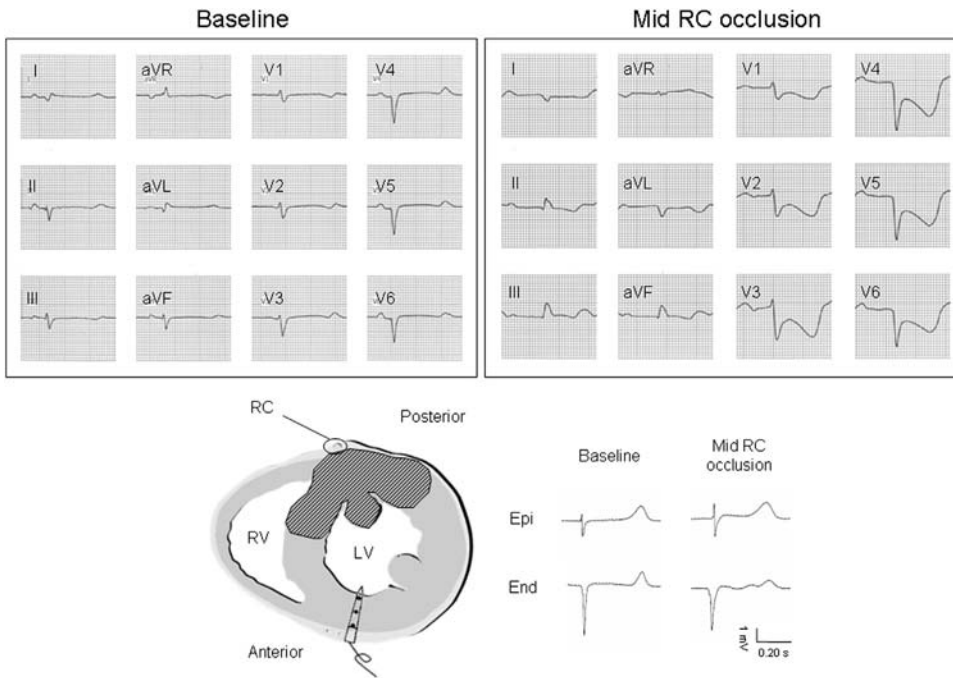 Baseline
Mid RC occlusion
I
aVR
V1
V4
II
aVL
V2
V5
III
aVF
V3
V6
I
aVR
V1
V4
II
aVL
V2
V5
III
aVF
V3
V6
RC
Posterior
RV
LV
Anterior
Baseline
Mid RC
occlusion
Epi
End
1 mV
0.20 s